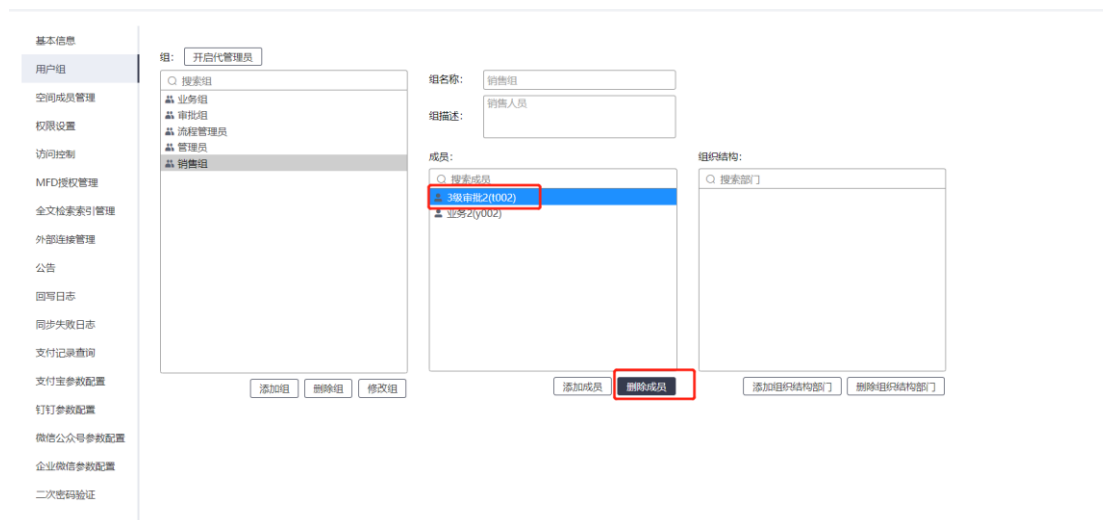 基本信息
用户组
空间成员管理
权限设置
访问控制
MFD授权管理
全文检索索引管理
外部连接管理
公告
回写日志
同步失败日志
支付记录查询
支付宝参数配置
钉钉参数配置
微信公众号参数配置
企业微信参数配置
二次密码验证
组： 开启代管理员
搜索组
业务组
审批组
流程管理员
管理员
销售组
添加组 删除组 修改组
组名称： 销售组
组描述： 销售人员
成员：
搜索成员
3级审批2(t002)
业务2(y002)
添加成员 删除成员
组织结构：
搜索部门
添加组织结构部门 删除组织结构部门